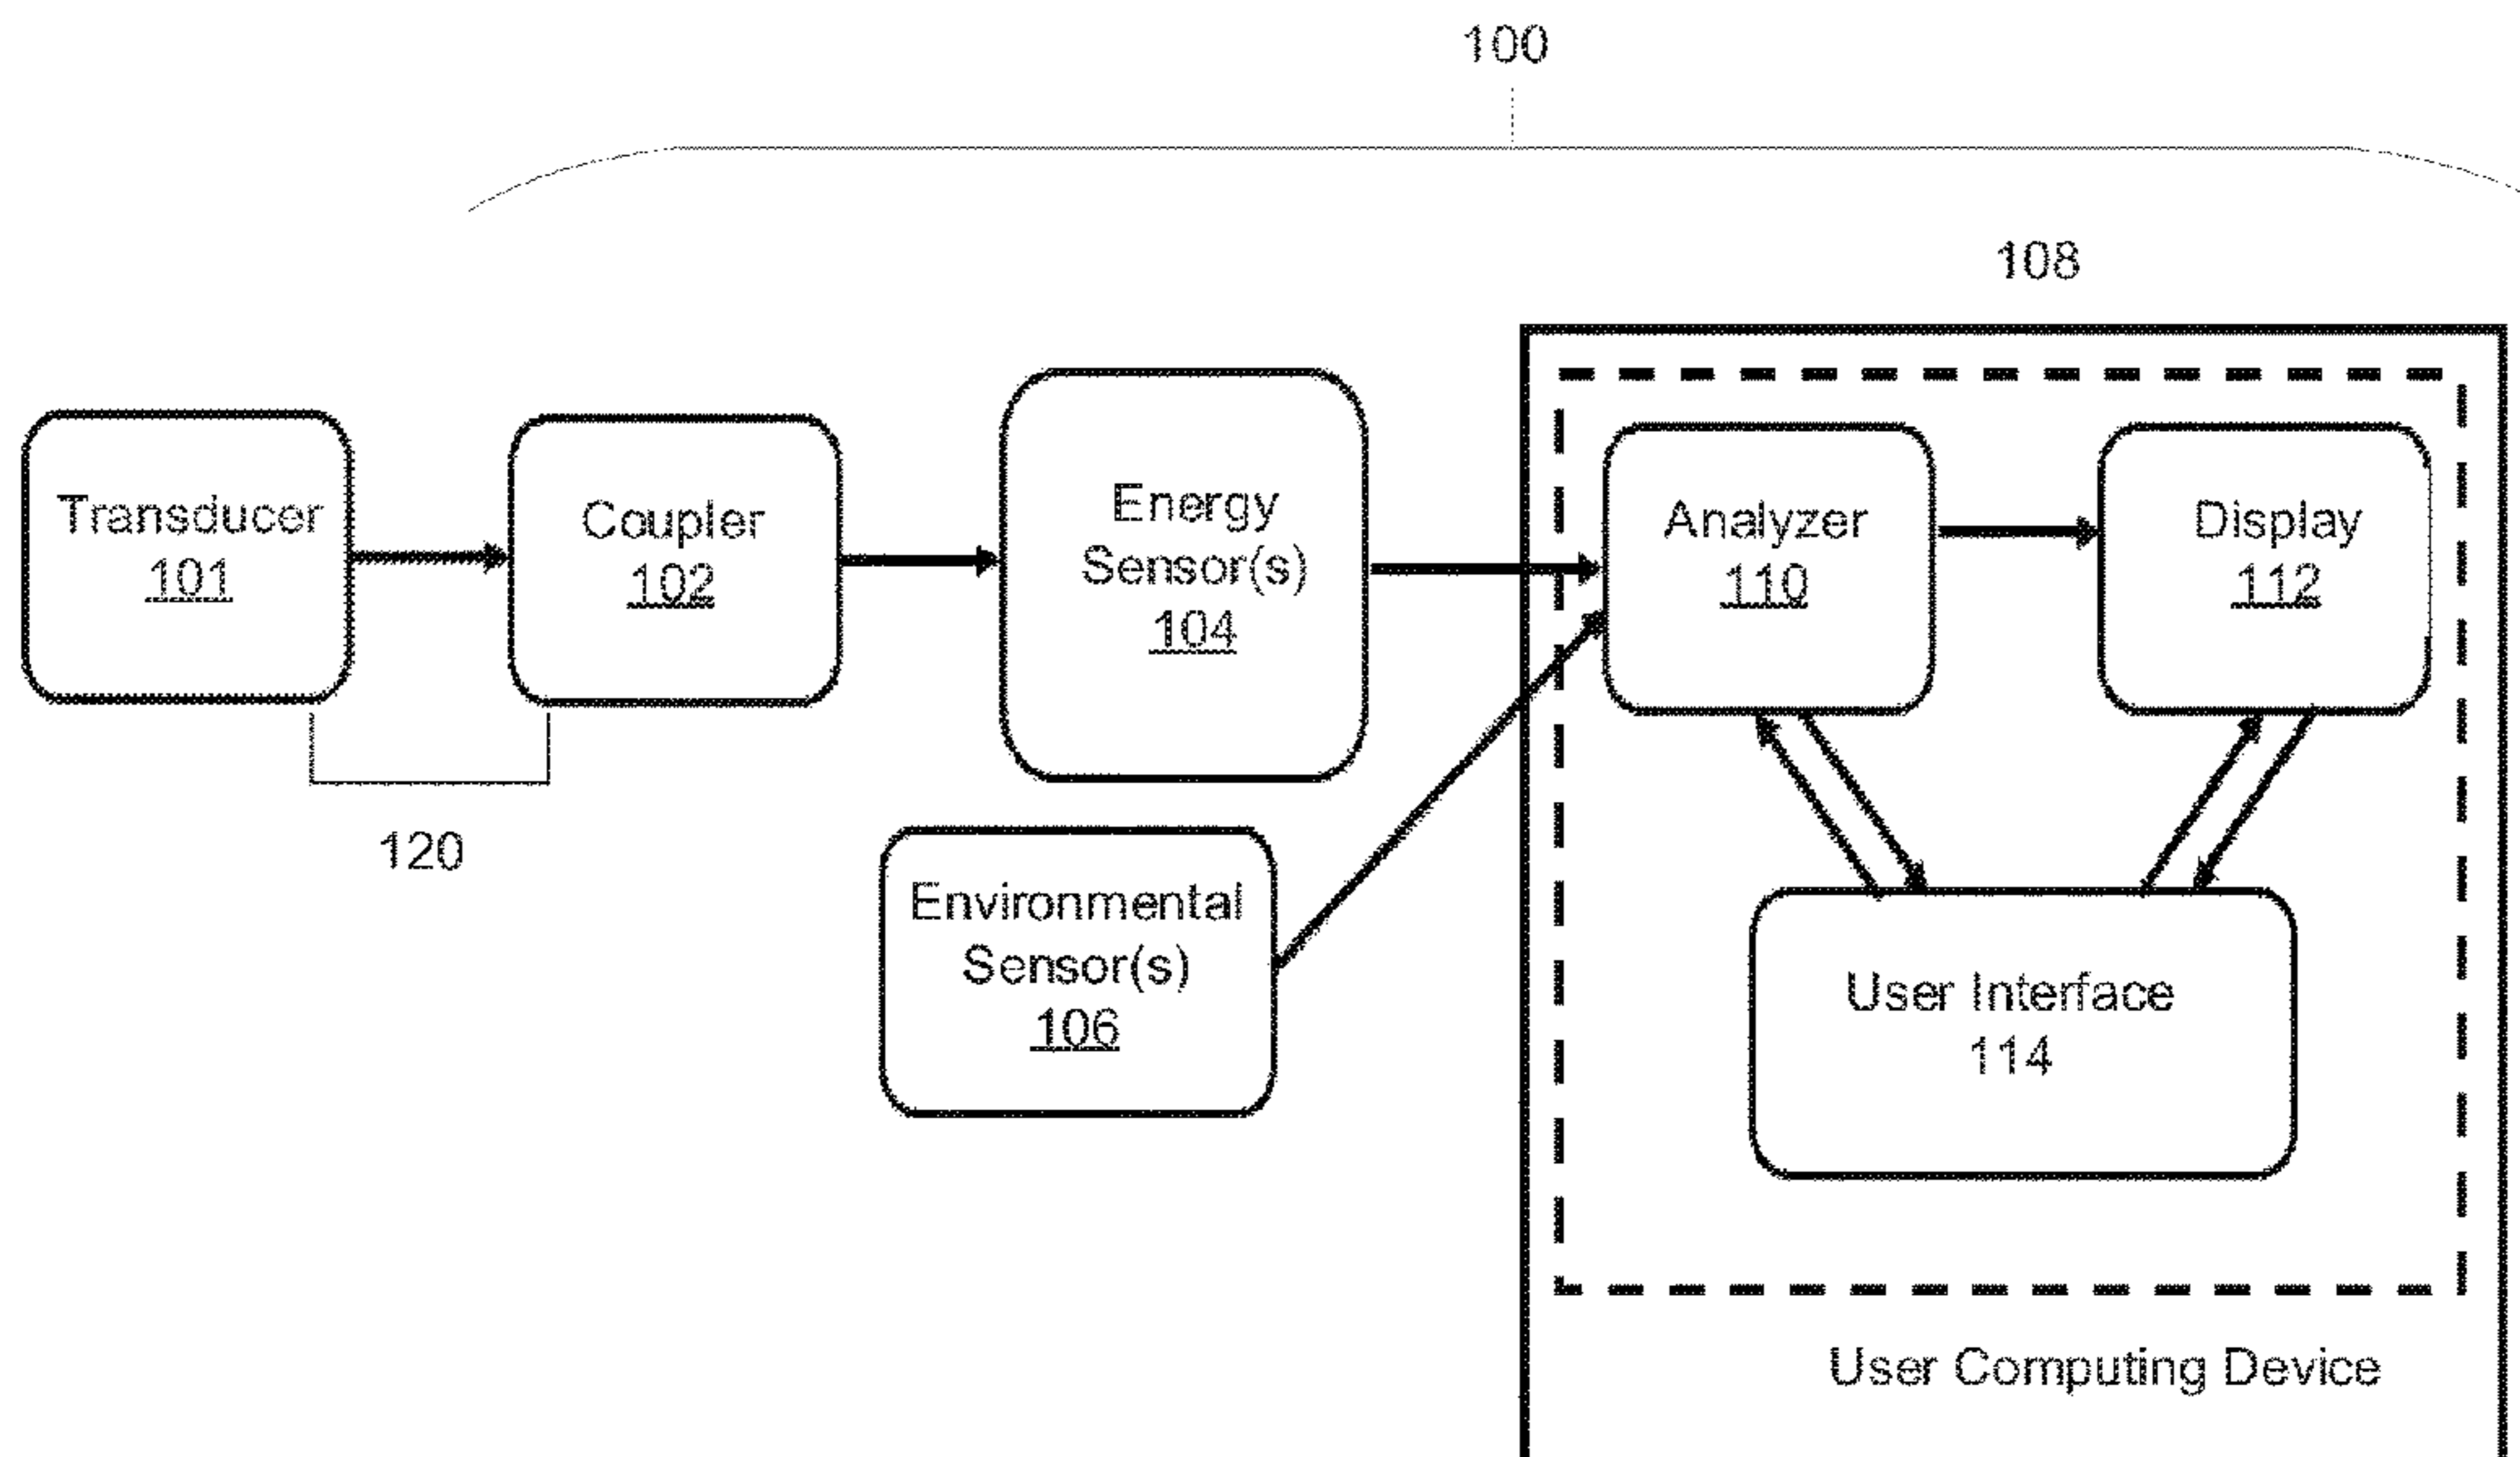 100
108
Transducer
101
Coupler
102
Energy
Sensor(s)
104
Analyzer
110
Display
112
120
Environmental
Sensor(s)
106
User Interface
114
User Computing Device